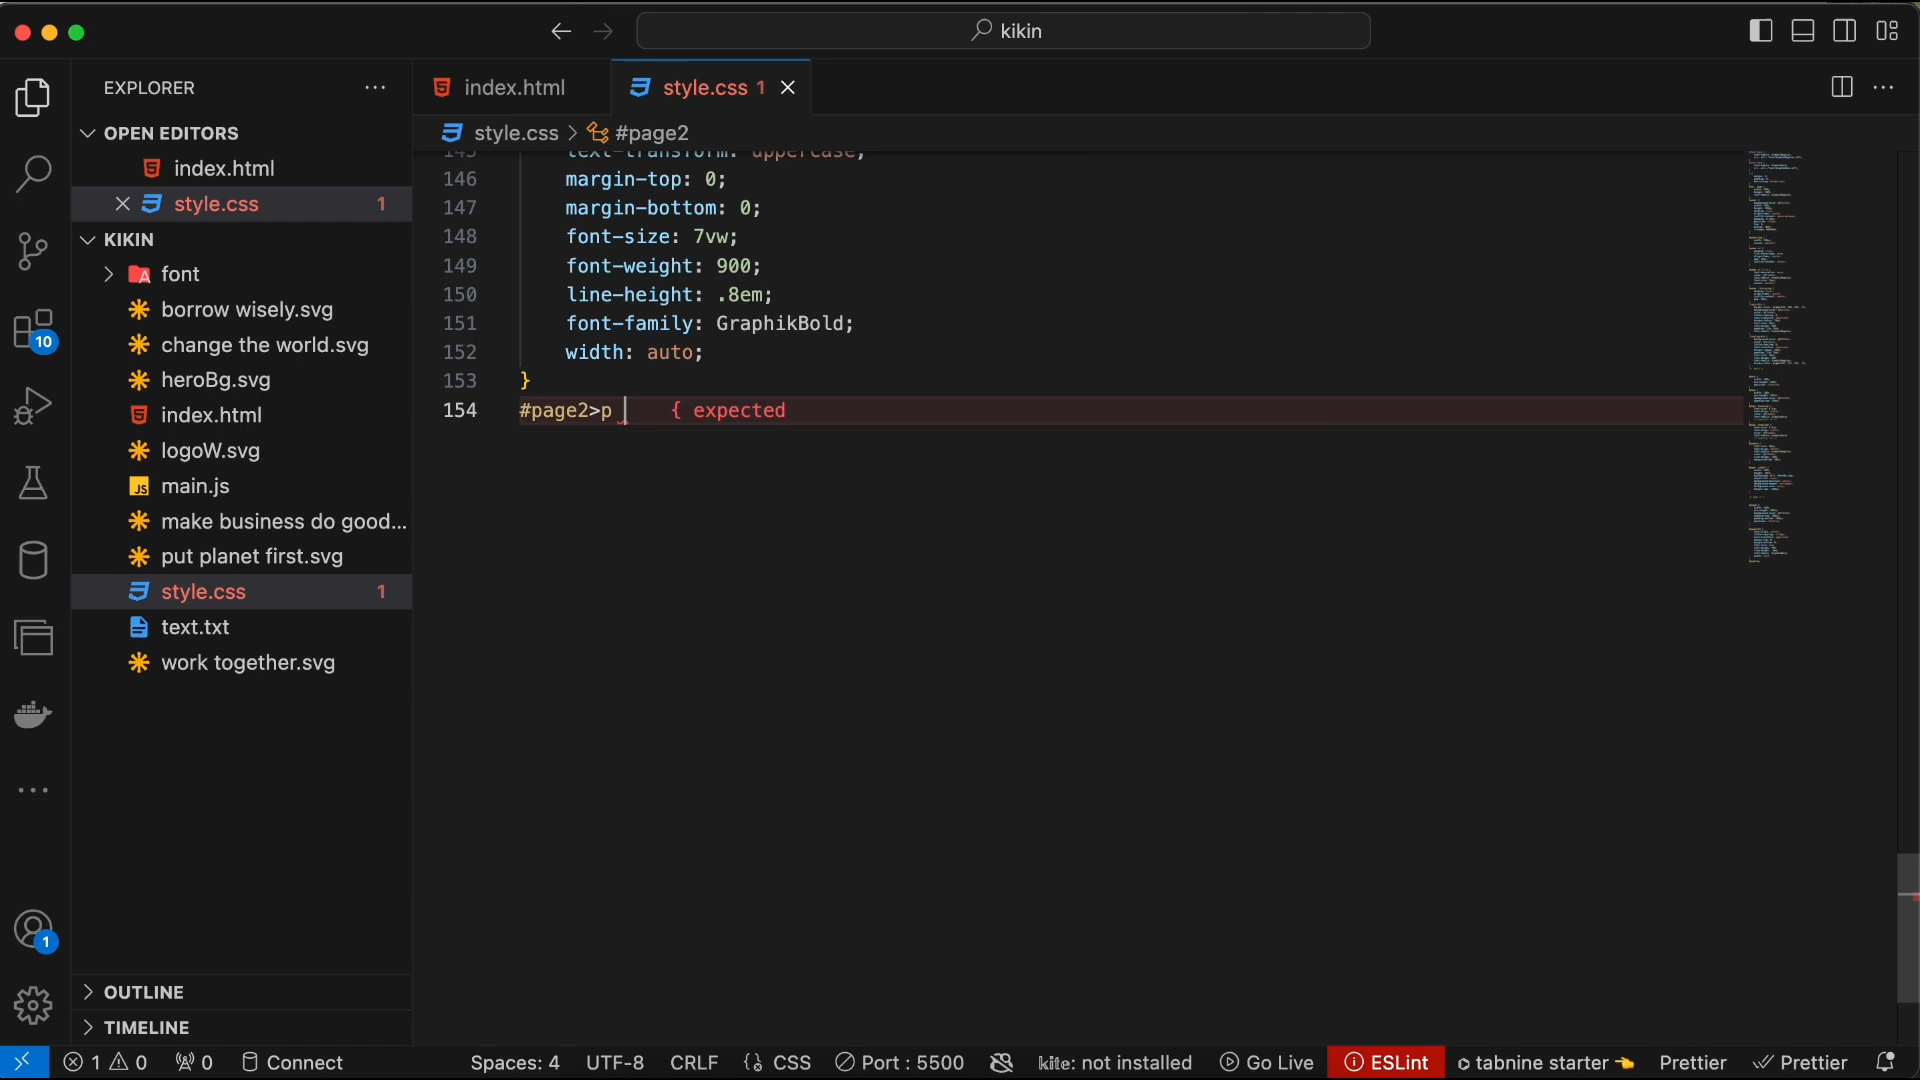 kikin
EXPLORER
OPEN EDITORS
index.html
style.css 1
KIKIN
font
borrow wisely.svg
change the world.svg
heroBg.svg
index.html
logoW.svg
main.js
make business do good...
put planet first.svg
style.css 1
text.txt
work together.svg
OUTLINE
TIMELINE
10
1
index.html
style.css 1
style.css > #page2
145 text-transform: uppercase;
146 margin-top: 0;
147 margin-bottom: 0;
148 font-size: 7vw;
149 font-weight: 900;
150 line-height: .8em;
151 font-family: GraphikBold;
152 width: auto;
153 }
154 #page2>p { expected
1 0 0 Connect Spaces: 4 UTF-8 CRLF {} CSS Port : 5500 kite: not installed Go Live ESLint tabnine starter Prettier Prettier